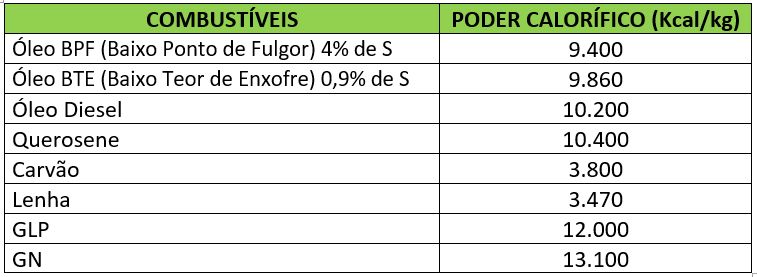 COMBUSTÍVEIS PODER CALORÍFICO (Kcal/kg)
Óleo BPF (Baixo Ponto de Fulgor) 4% de S 9.400
Óleo BTE (Baixo Teor de Enxofre) 0,9% de S 9.860
Óleo Diesel 10.200
Querosene 10.400
Carvão 3.800
Lenha 3.470
GLP 12.000
GN 13.100